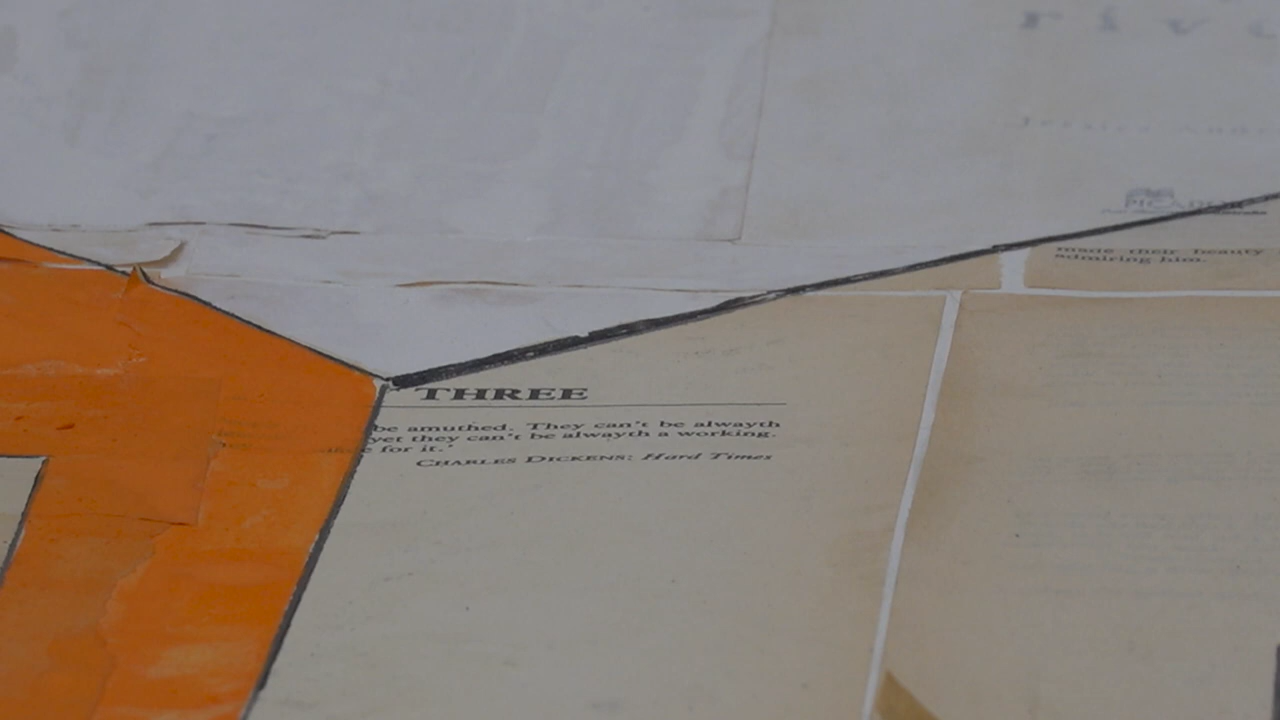 PICADOR
made their beauty
admiring him.
THREE
be amuthed. They can't be alwayth
yet they can't be alwayth a working.
for it.'
CHARLES DICKENS: Hard Times